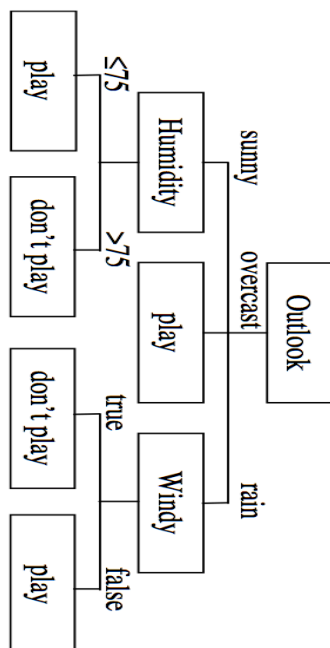 Outlook
sunny
overcast
rain
Humidity
play
Windy
≤75
>75
true
false
play
don't play
don't play
play